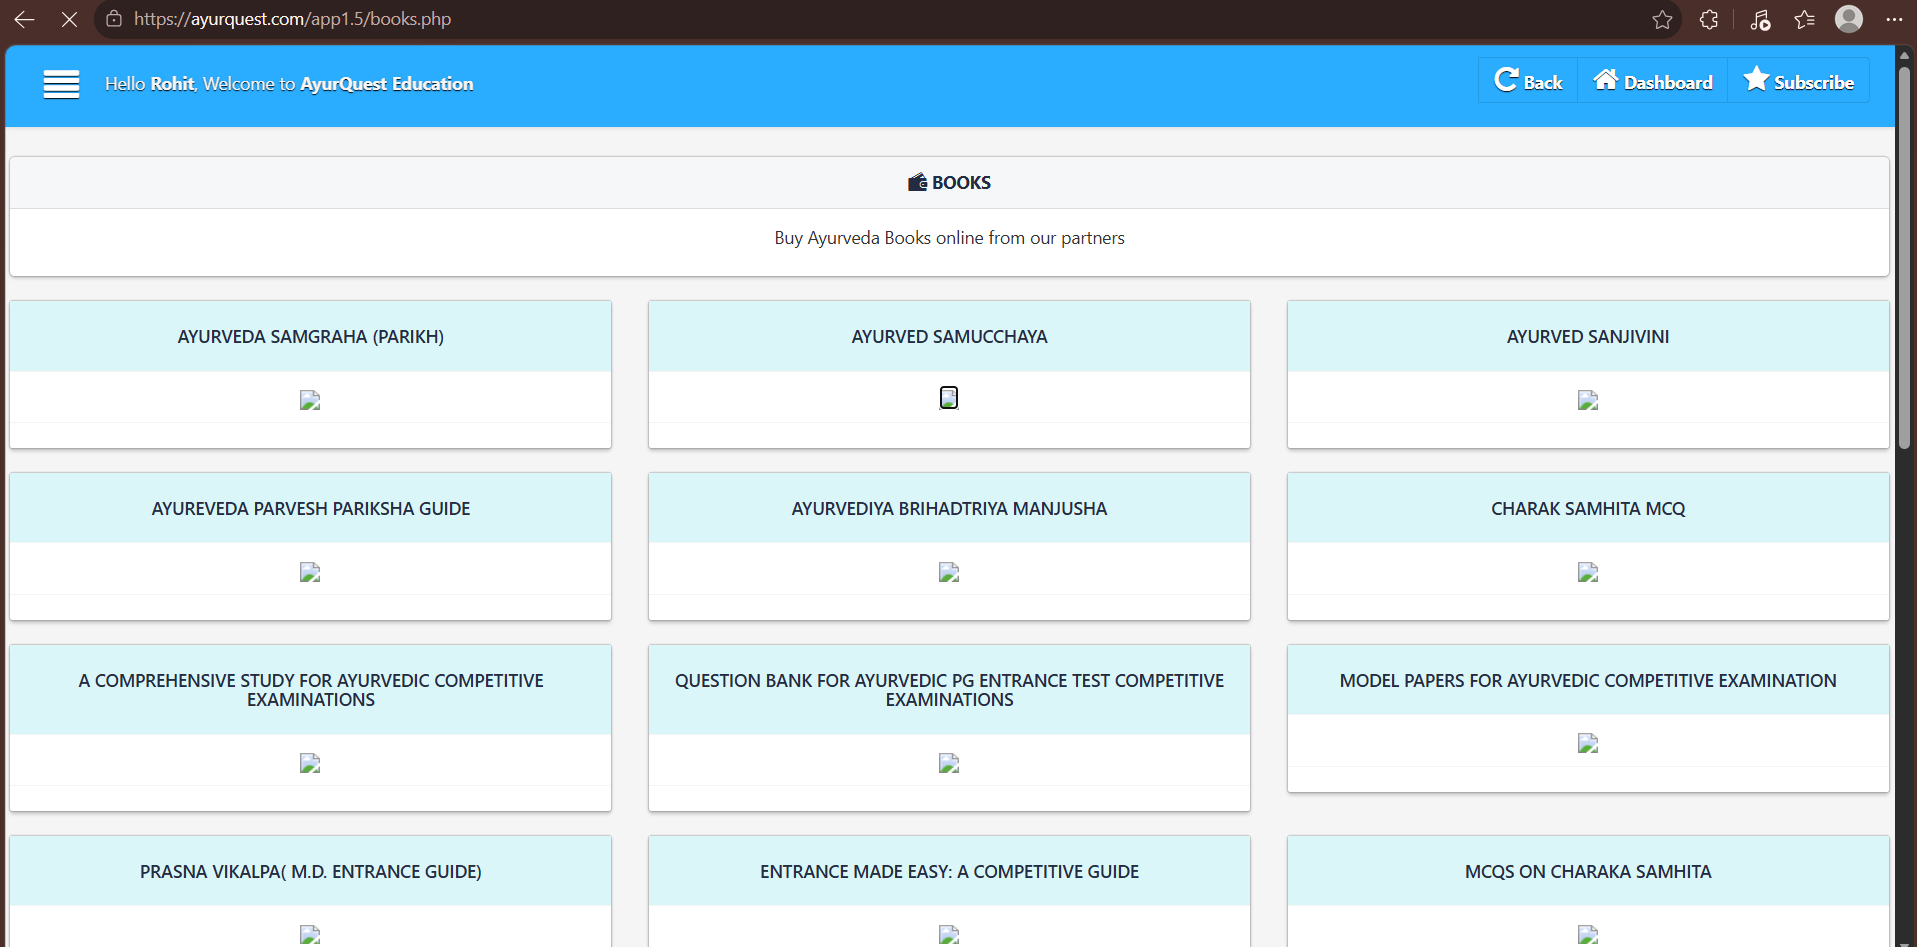 https://ayurquest.com/app1.5/books.php
Hello Rohit, Welcome to AyurQuest Education
Back
Dashboard
Subscribe
BOOKS
Buy Ayurveda Books online from our partners
AYURVEDA SAMGRAHA (PARIKH)
AYURVED SAMUCCHAYA
AYURVED SANJIVINI
AYUREVEDA PARVESH PARIKSHA GUIDE
AYURVEDIYA BRIHADTRIYA MANJUSHA
CHARAK SAMHITA MCQ
A COMPREHENSIVE STUDY FOR AYURVEDIC COMPETITIVE
EXAMINATIONS
QUESTION BANK FOR AYURVEDIC PG ENTRANCE TEST COMPETITIVE
EXAMINATIONS
MODEL PAPERS FOR AYURVEDIC COMPETITIVE EXAMINATION
PRASNA VIKALPA( M.D. ENTRANCE GUIDE)
ENTRANCE MADE EASY: A COMPETITIVE GUIDE
MCQS ON CHARAKA SAMHITA